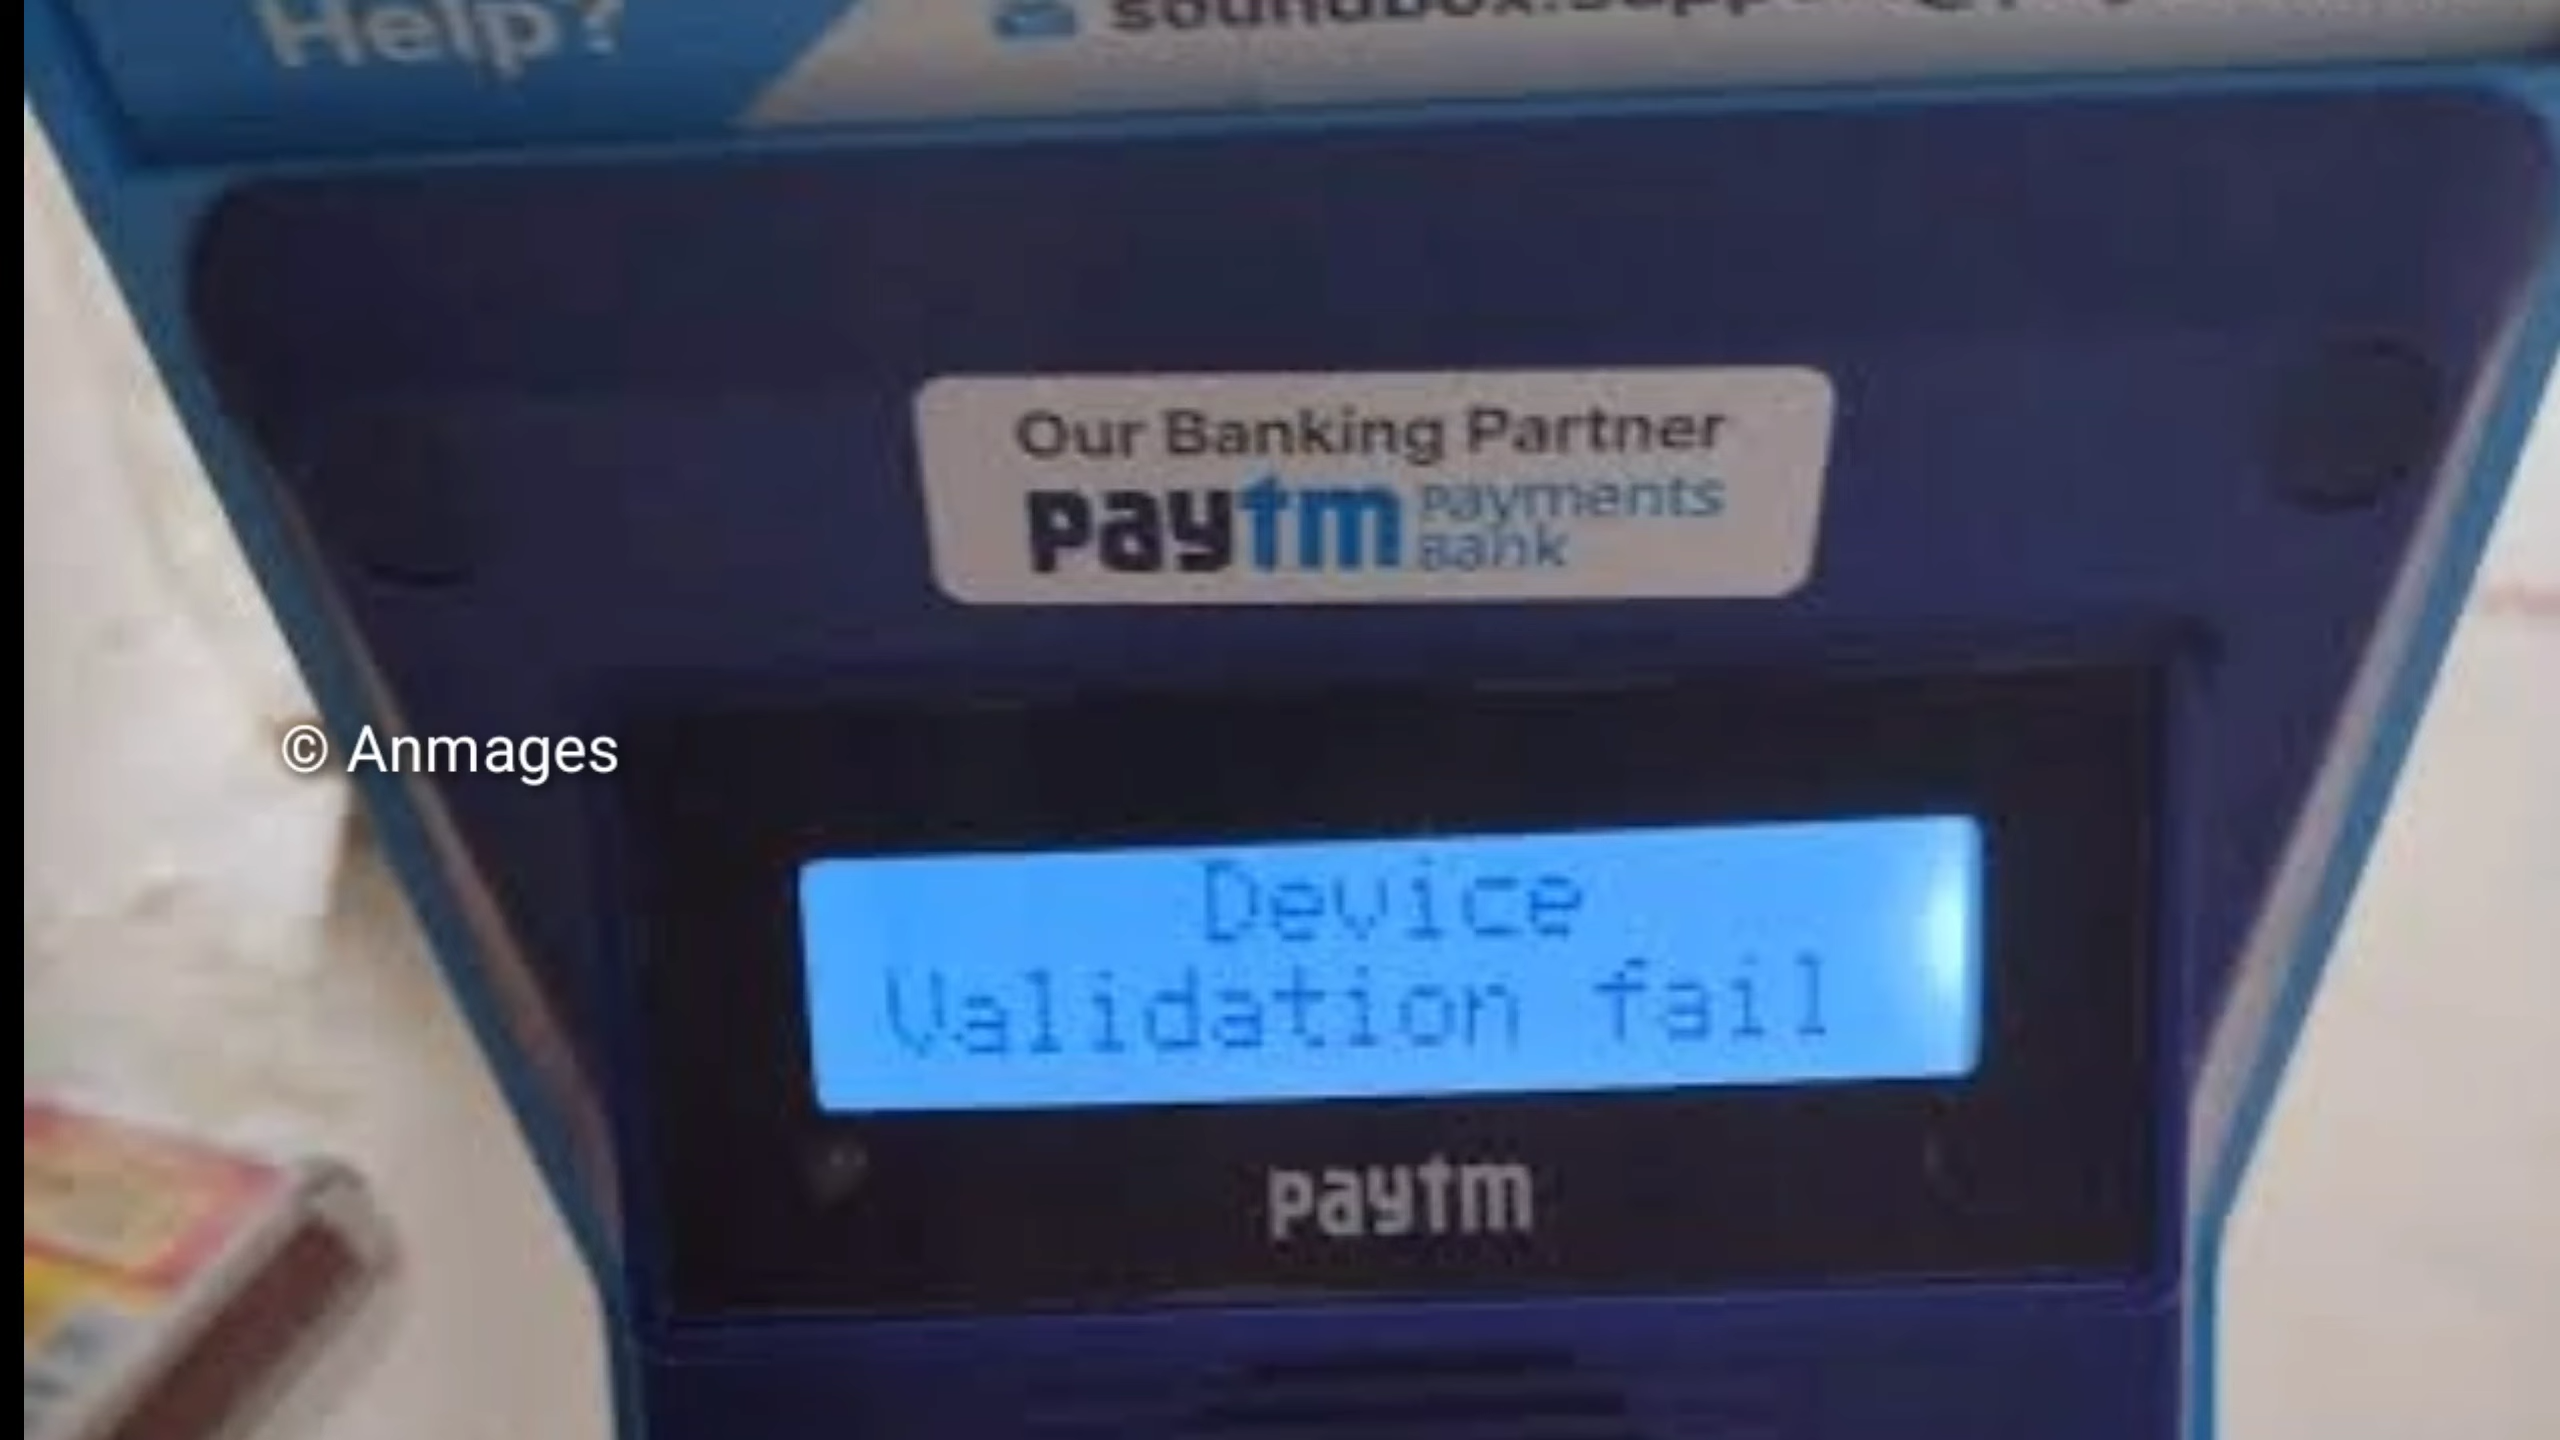 Help?
Our Banking Partner
paytm payments
Bank
© Anmages
Device
Validation fail
paytm